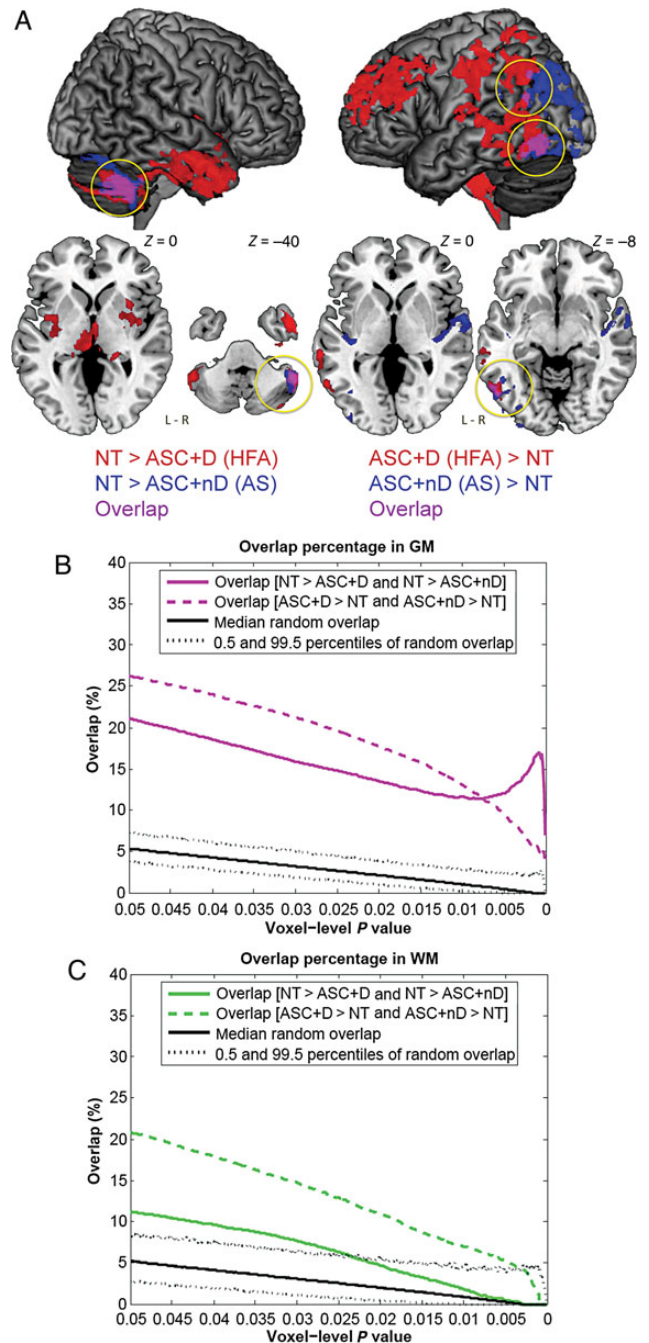 A
Z = 0
Z = −40
Z = 0
Z = −8
L - R
L - R
NT > ASC+D (HFA)
NT > ASC+nD (AS)
Overlap
ASC+D (HFA) > NT
ASC+nD (AS) > NT
Overlap
B
Overlap percentage in GM
Overlap [NT > ASC+D and NT > ASC+nD]
Overlap [ASC+D > NT and ASC+nD > NT]
Median random overlap
0.5 and 99.5 percentiles of random overlap
Overlap (%)
40
35
30
25
20
15
10
5
0
0.05 0.045 0.04 0.035 0.03 0.025 0.02 0.015 0.01 0.005 0
Voxel−level P value
C
Overlap percentage in WM
Overlap [NT > ASC+D and NT > ASC+nD]
Overlap [ASC+D > NT and ASC+nD > NT]
Median random overlap
0.5 and 99.5 percentiles of random overlap
Overlap (%)
40
35
30
25
20
15
10
5
0
0.05 0.045 0.04 0.035 0.03 0.025 0.02 0.015 0.01 0.005 0
Voxel−level P value